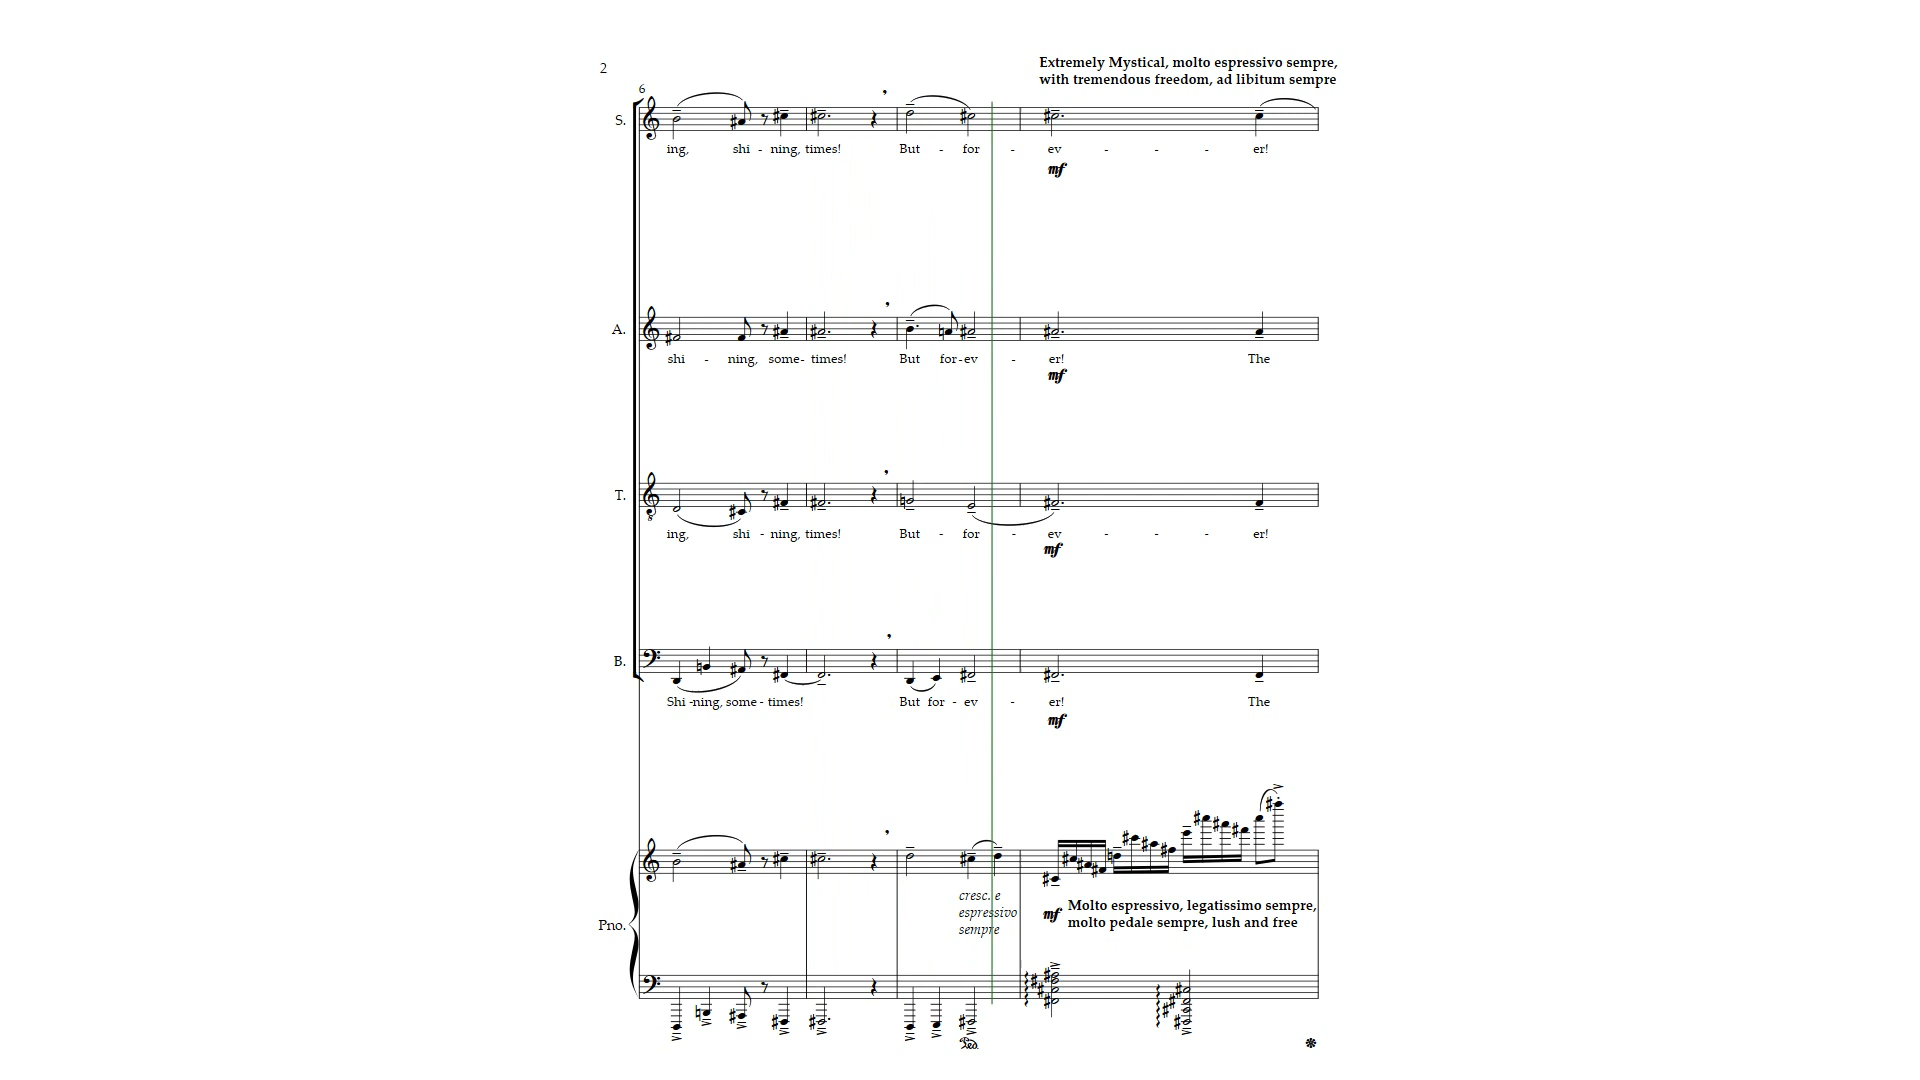 2
Extremely Mystical, molto espressivo sempre,
with tremendous freedom, ad libitum sempre
6
S.
ing, shi - ning, times! But - for - ev - - - er!
mf
A.
shi - ning, some- times! But for-ev - er! The
mf
T.
8
ing, shi - ning, times! But - for - ev - - - er!
mf
B.
Shi -ning, some - times! But for - ev - er! The
mf
Pno.
cresc. e
espressivo
sempre
mf Molto espressivo, legatissimo sempre,
molto pedale sempre, lush and free
Ped.